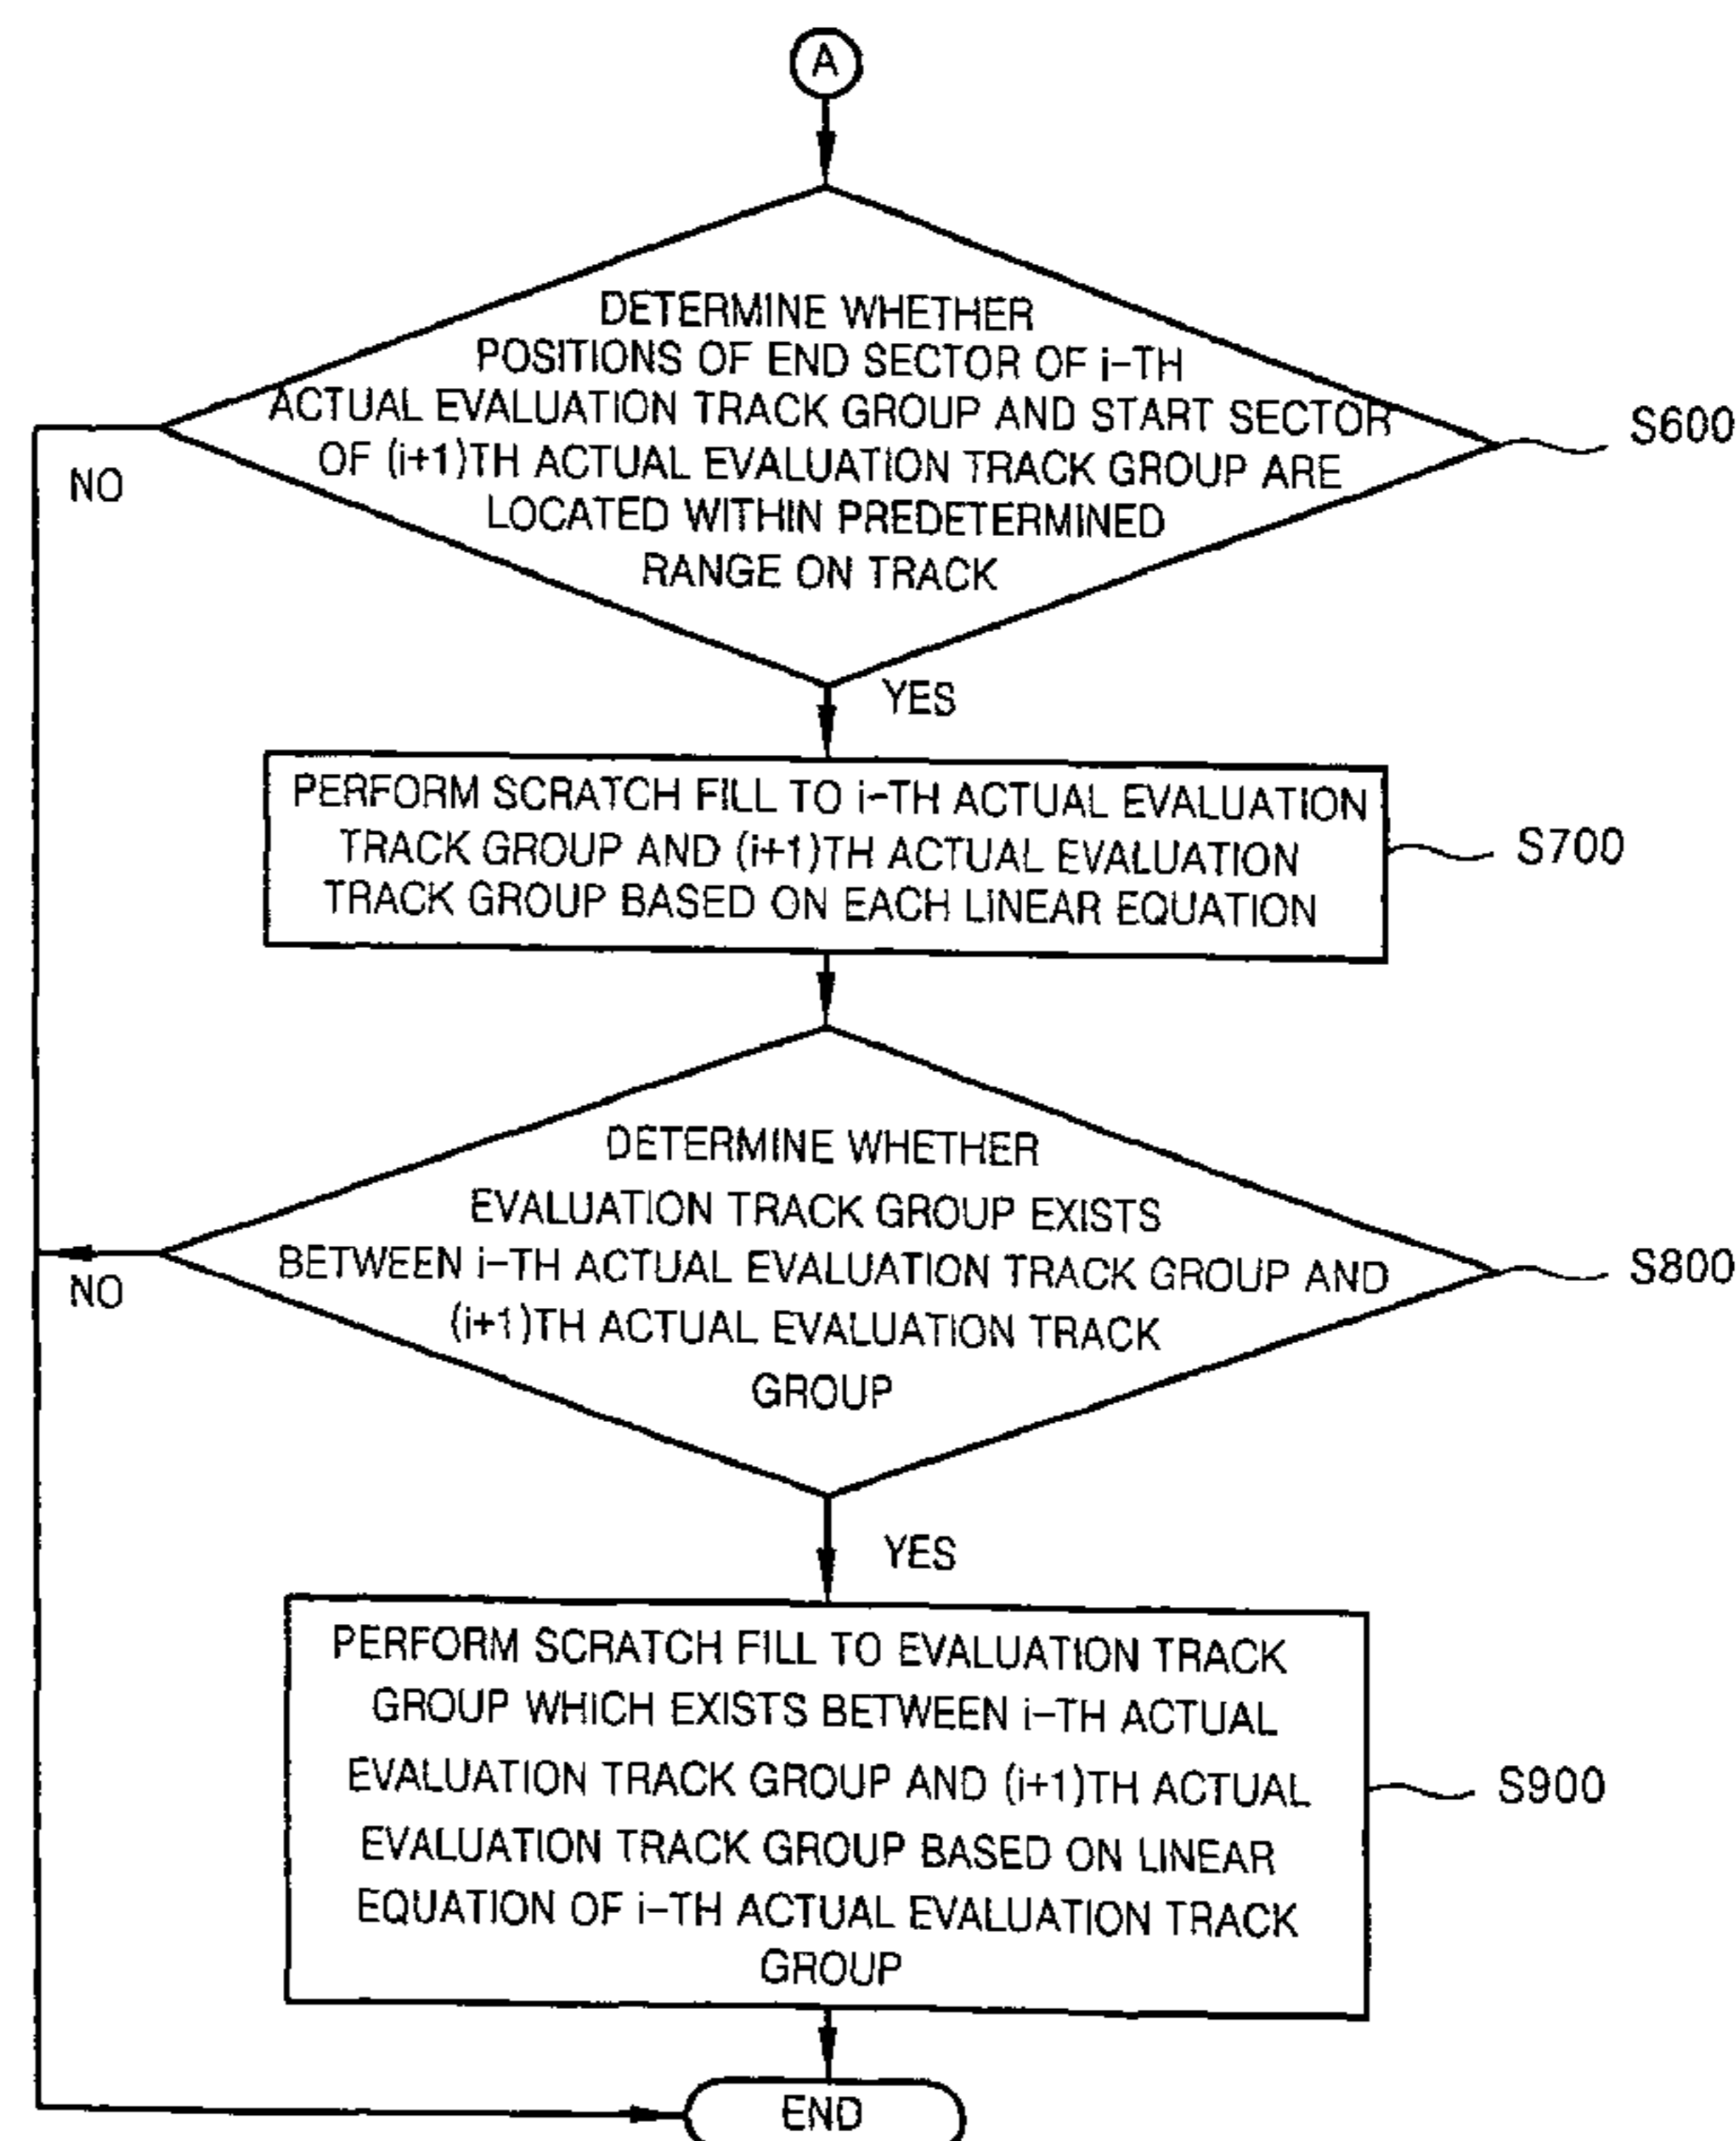 A
DETERMINE WHETHER
POSITIONS OF END SECTOR OF i-TH
ACTUAL EVALUATION TRACK GROUP AND START SECTOR
OF (i+1)TH ACTUAL EVALUATION TRACK GROUP ARE
LOCATED WITHIN PREDETERMINED
RANGE ON TRACK
S600
NO
YES
PERFORM SCRATCH FILL TO i-TH ACTUAL EVALUATION
TRACK GROUP AND (i+1)TH ACTUAL EVALUATION
TRACK GROUP BASED ON EACH LINEAR EQUATION
S700
DETERMINE WHETHER
EVALUATION TRACK GROUP EXISTS
BETWEEN i-TH ACTUAL EVALUATION TRACK GROUP AND
(i+1)TH ACTUAL EVALUATION TRACK
GROUP
S800
NO
YES
PERFORM SCRATCH FILL TO EVALUATION TRACK
GROUP WHICH EXISTS BETWEEN i-TH ACTUAL
EVALUATION TRACK GROUP AND (i+1)TH ACTUAL
EVALUATION TRACK GROUP BASED ON LINEAR
EQUATION OF i-TH ACTUAL EVALUATION TRACK
GROUP
S900
END